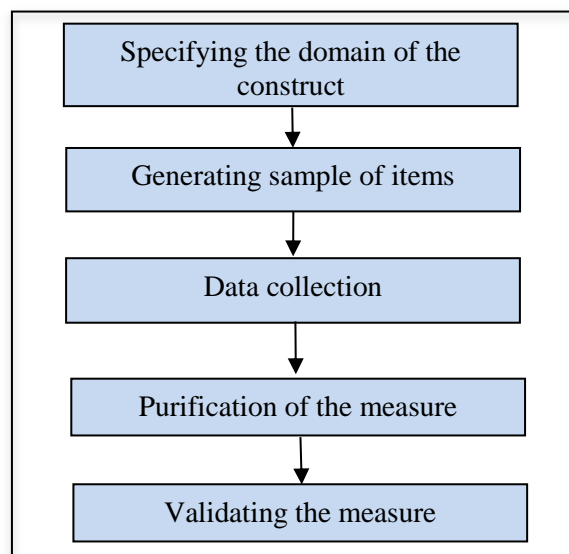 Specifying the domain of the
construct
Generating sample of items
Data collection
Purification of the measure
Validating the measure